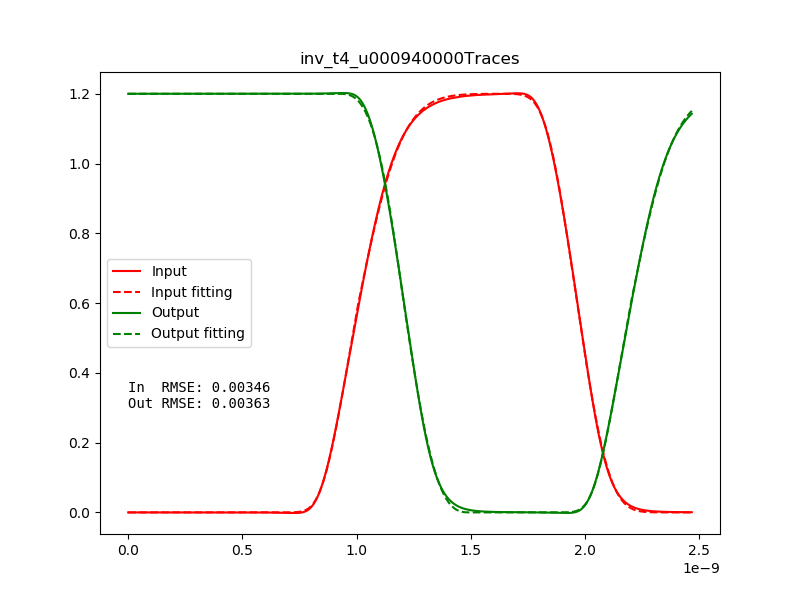 inv_t4_u000940000Traces
1.2
1.0
0.8
0.6
0.4
0.2
0.0
Input
Input fitting
Output
Output fitting
In  RMSE: 0.00346
Out RMSE: 0.00363
0.0 0.5 1.0 1.5 2.0 2.5
1e−9